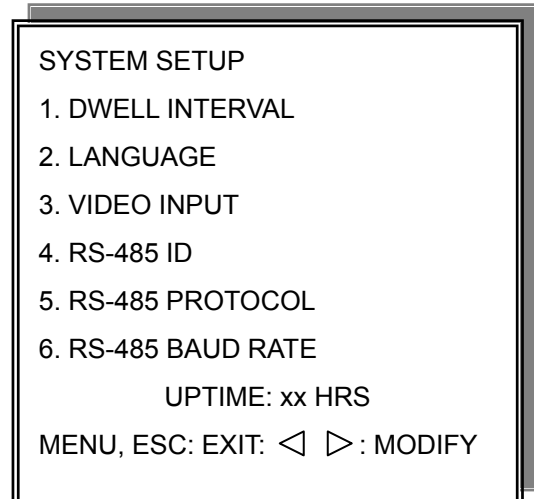 SYSTEM SETUP
1. DWELL INTERVAL
2. LANGUAGE
3. VIDEO INPUT
4. RS-485 ID
5. RS-485 PROTOCOL
6. RS-485 BAUD RATE
UPTIME: xx HRS
MENU, ESC: EXIT: ◁ ▷ : MODIFY